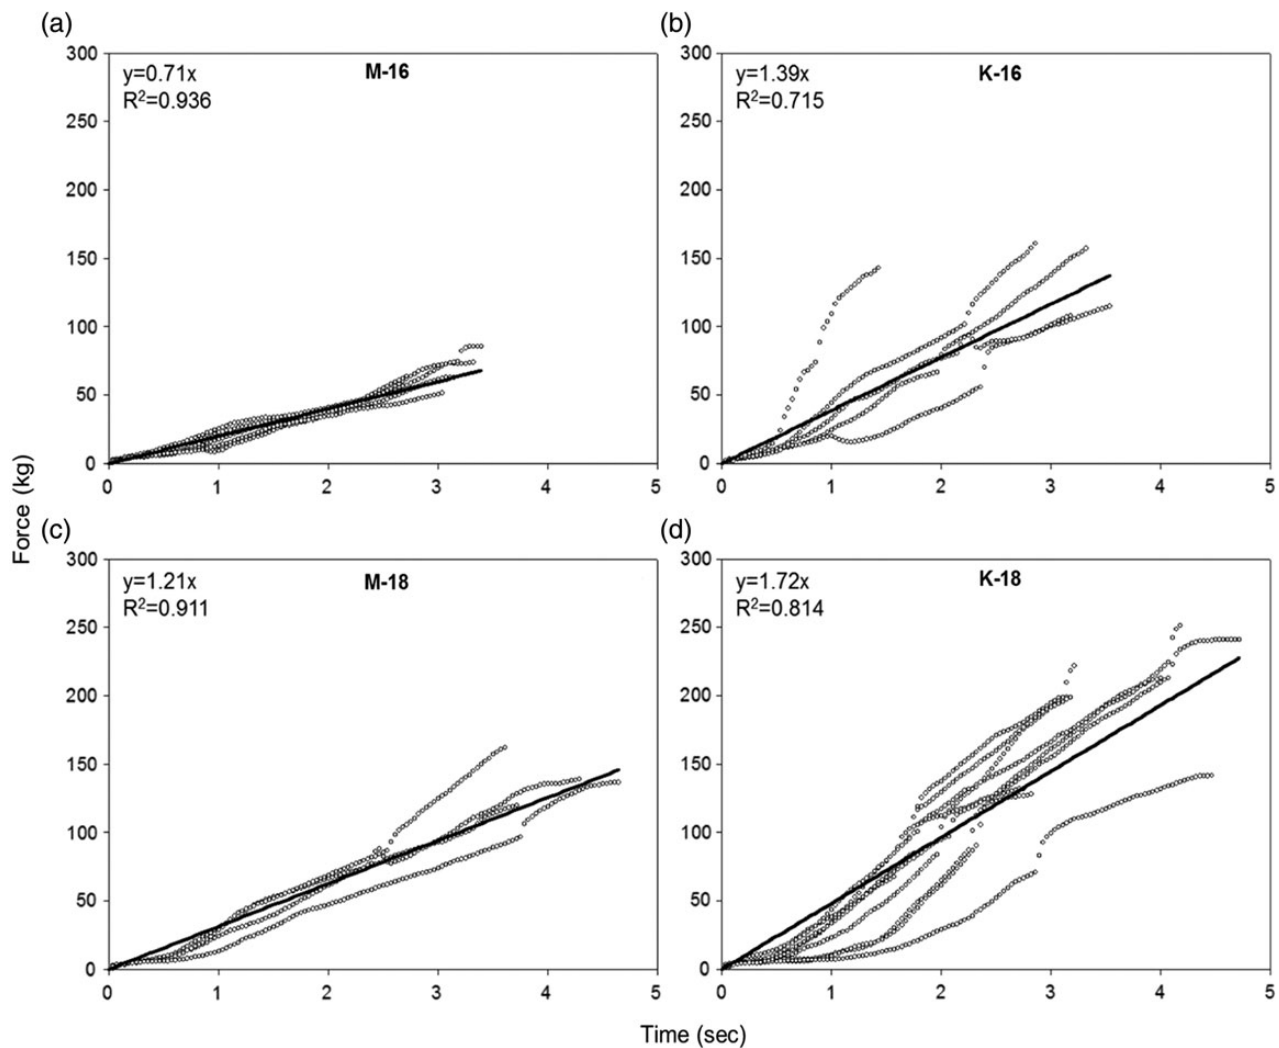 (a)
(b)
y=0.71x
R²=0.936
M-16
300
250
200
150
100
50
0
0 1 2 3 4 5
y=1.39x
R²=0.715
K-16
300
250
200
150
100
50
0
0 1 2 3 4 5
Force (kg)
(c)
(d)
y=1.21x
R²=0.911
M-18
300
250
200
150
100
50
0
0 1 2 3 4 5
y=1.72x
R²=0.814
K-18
300
250
200
150
100
50
0
0 1 2 3 4 5
Time (sec)